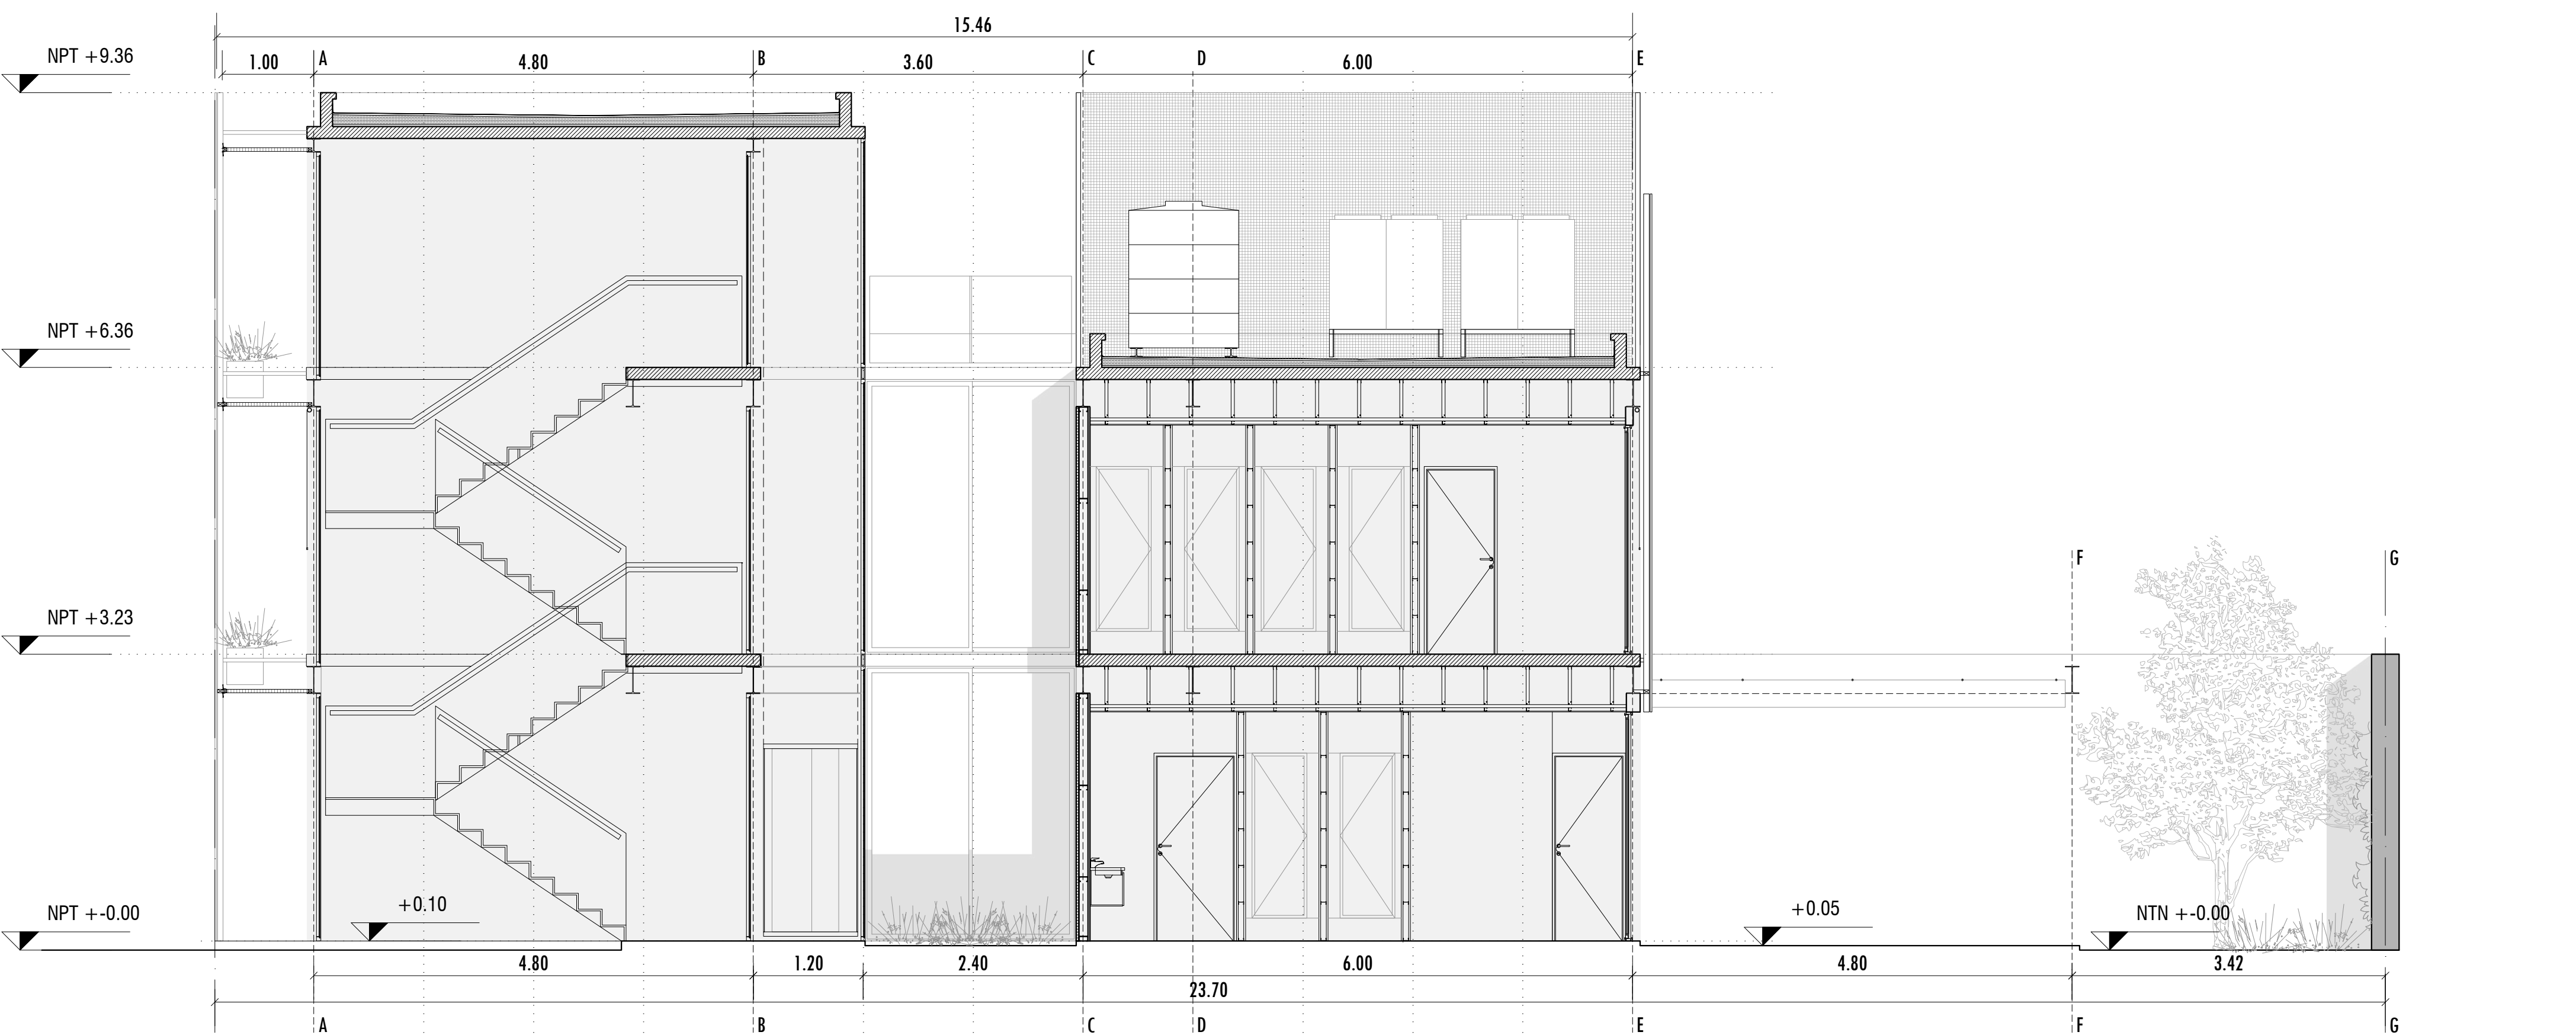 15.46
NPT +9.36
1.00
A
4.80
B
3.60
C
D
6.00
E
NPT +6.36
F
G
NPT +3.23
NPT +-0.00
+0.10
+0.05
NTN +-0.00
4.80
1.20
2.40
6.00
4.80
3.42
23.70
A
B
C
D
E
F
G